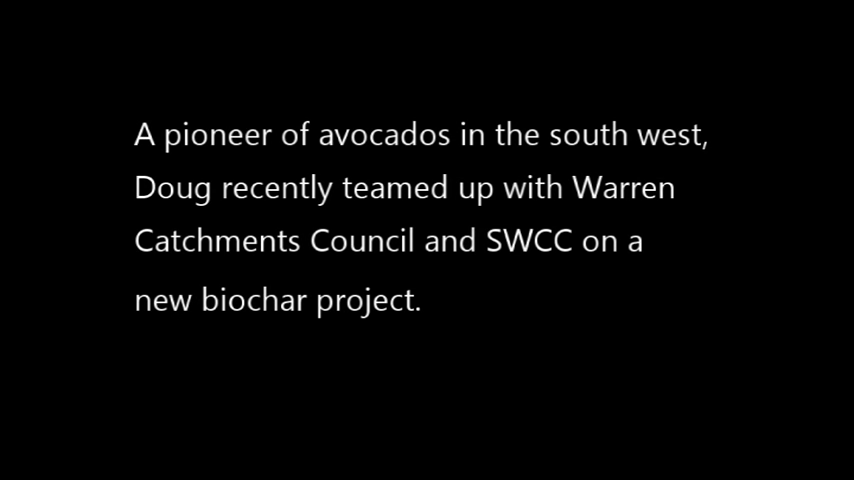 A pioneer of avocados in the south west,
Doug recently teamed up with Warren
Catchments Council and SWCC on a
new biochar project.